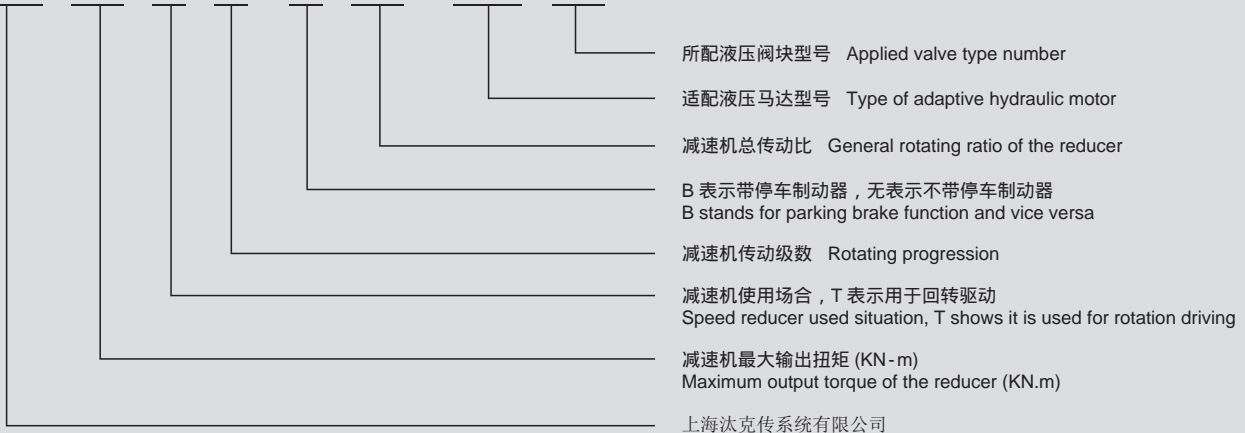 所配液压阀块型号 Applied valve type number
适配液压马达型号 Type of adaptive hydraulic motor
减速机总传动比 General rotating ratio of the reducer
B 表示带停车制动器，无表示不带停车制动器
B stands for parking brake function and vice versa
减速机传动级数 Rotating progression
减速机使用场合，T 表示用于回转驱动
Speed reducer used situation, T shows it is used for rotation driving
减速机最大输出扭矩 (KN-m)
Maximum output torque of the reducer (KN.m)
上海汰克传系统有限公司